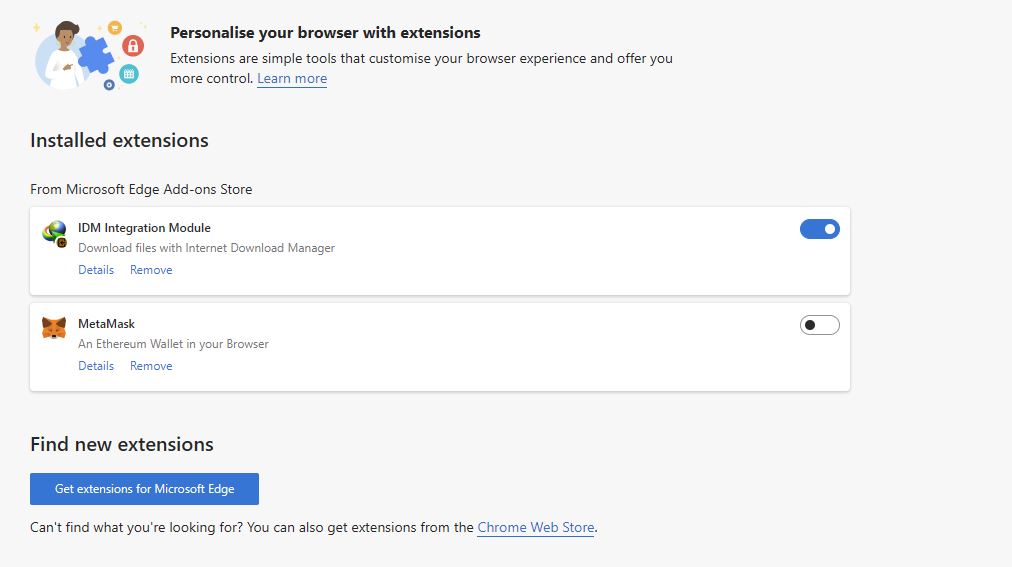 Personalise your browser with extensions
Extensions are simple tools that customise your browser experience and offer you
more control. Learn more
Installed extensions
From Microsoft Edge Add-ons Store
IDM Integration Module
Download files with Internet Download Manager
Details Remove
MetaMask
An Ethereum Wallet in your Browser
Details Remove
Find new extensions
Get extensions for Microsoft Edge
Can't find what you're looking for? You can also get extensions from the Chrome Web Store.